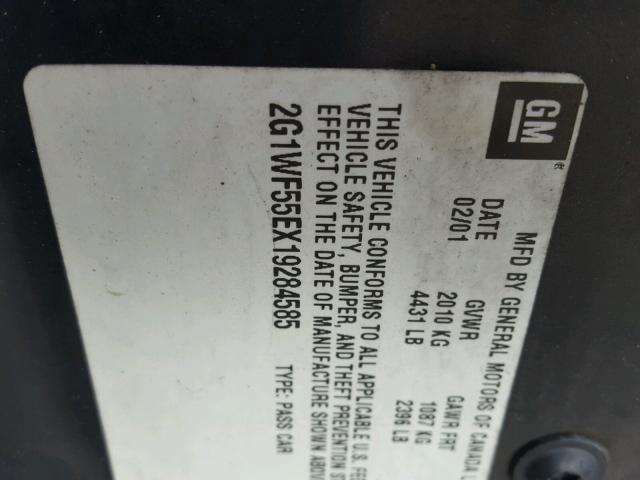 GM
MFD BY GENERAL MOTORS OF CANADA L
DATE GVWR GAWR FRT
02/01 2010 KG 1087 KG
4431 LB 2396 LB
THIS VEHICLE CONFORMS TO ALL APPLICABLE U.S. FE
VEHICLE SAFETY, BUMPER, AND THEFT PREVENTION S
EFFECT ON THE DATE OF MANUFACTURE SHOWN ABOV
2G1WF55EX19284585 TYPE: PASS CAR